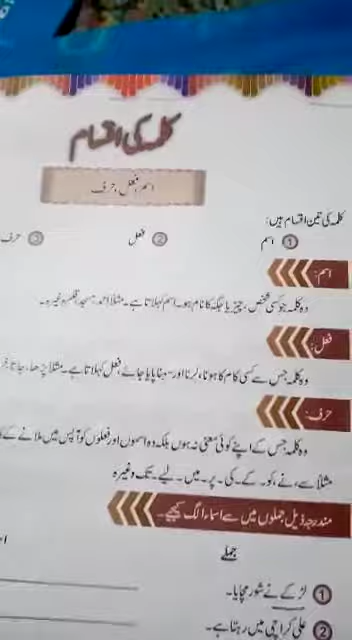 کلمہ کی اقسام
اسم، فعل، حرف
کلمہ کی تین اقسام ہیں:
① اسم ② فعل ③ حرف
اسم:
وہ کلمہ جو کسی شخص، چیز یا جگہ کا نام ہو۔ اسم کہلاتا ہے۔ مثلاً احمد، مسجد، قلم وغیرہ۔
فعل:
وہ کلمہ جس سے کسی کام کا ہونا، کرنا اور سہنا پایا جائے، فعل کہلاتا ہے۔ مثلاً پڑھا، جاتا
حرف:
وہ کلمہ جس کے اپنے کوئی معنی نہ ہوں بلکہ وہ اسموں اور فعلوں کو آپس میں ملانے کے
مثلاً سے، نے، کو۔ کے۔ کی۔ پر۔ میں۔ لیے۔ تک وغیرہ
مندرجہ ذیل جملوں میں سے اسماء الگ کیجیے۔
جملے
① لڑکے نے شور مچایا۔
② علی کراچی میں رہتا ہے۔